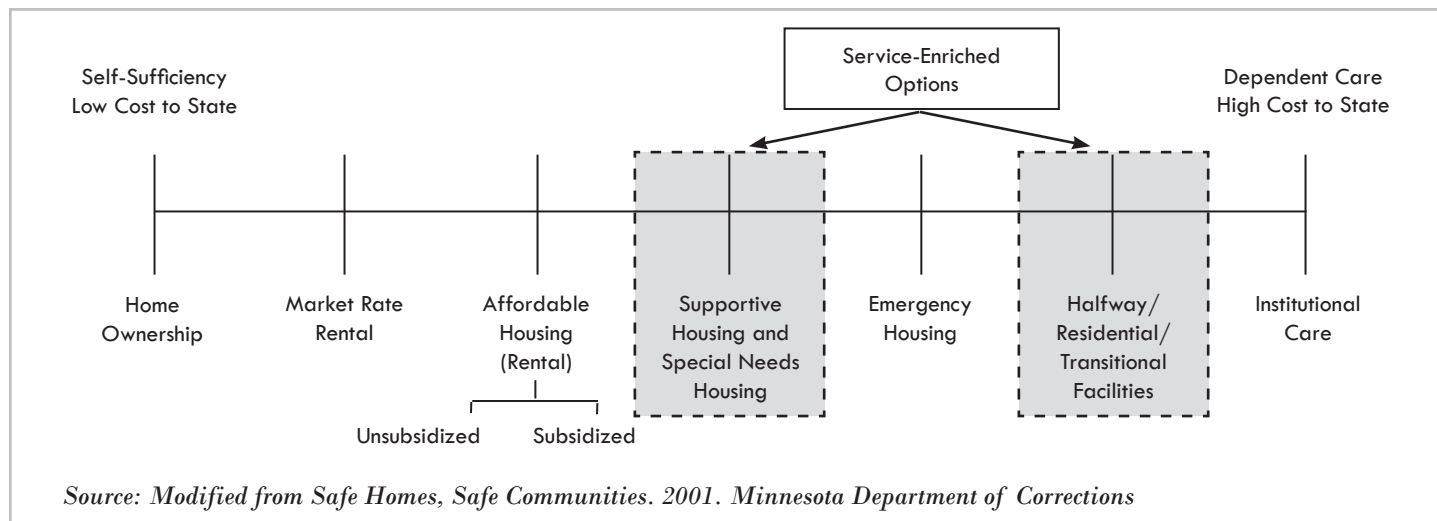 Self-Sufficiency
Low Cost to State
Service-Enriched
Options
Dependent Care
High Cost to State
Home
Ownership
Market Rate
Rental
Affordable
Housing
(Rental)
Unsubsidized
Subsidized
Supportive
Housing and
Special Needs
Housing
Emergency
Housing
Halfway/
Residential/
Transitional
Facilities
Institutional
Care
Source: Modified from Safe Homes, Safe Communities. 2001. Minnesota Department of Corrections